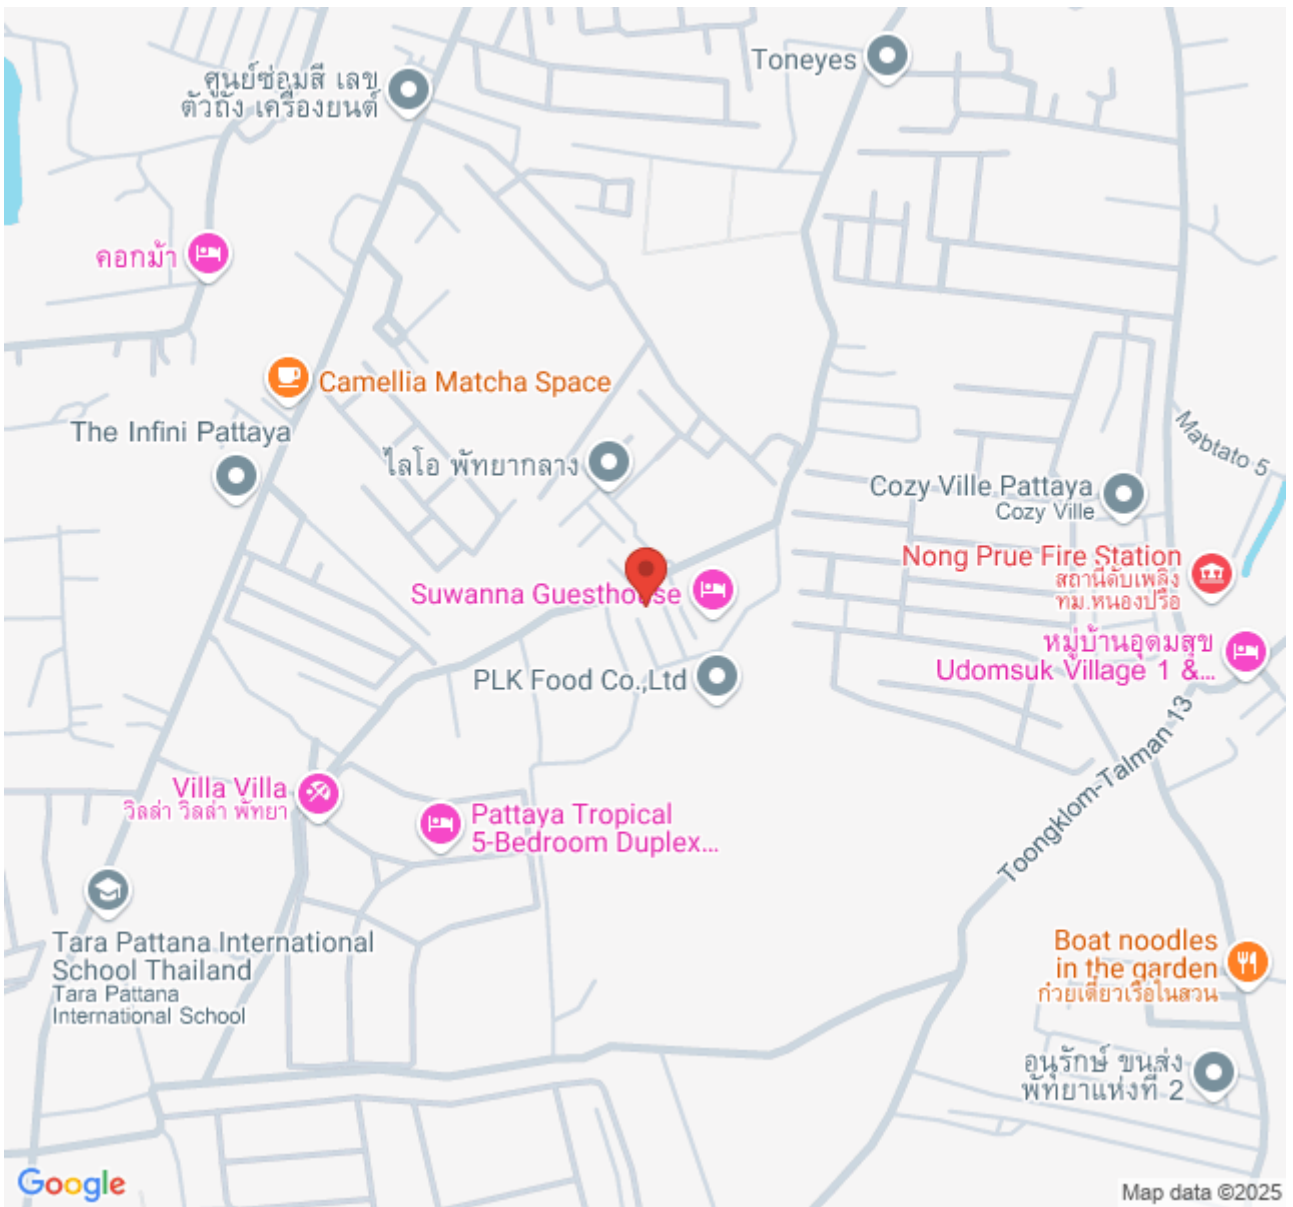 Toneyes
ศูนย์ซ่อมสี เลข
ตัวถัง เครื่องยนต์
คอกม้า
Camellia Matcha Space
The Infini Pattaya
ไลโอ พัทยากลาง
Mabtato 5
Cozy Ville Pattaya
Cozy Ville
Nong Prue Fire Station
สถานีดับเพลิง
ทม.หนองปรือ
Suwanna Guesthouse
หมู่บ้านอุดมสุข
Udomsuk Village 1 &...
PLK Food Co.,Ltd
Toongklom-Talman 13
Villa Villa
วิลล่า วิลล่า พัทยา
Pattaya Tropical
5-Bedroom Duplex...
Tara Pattana International
School Thailand
Tara Pattana
International School
Boat noodles
in the garden
ก๋วยเตี๋ยวเรือในสวน
อนุรักษ์ ขนส่ง
พัทยาแห่งที่ 2
Google
Map data ©2025